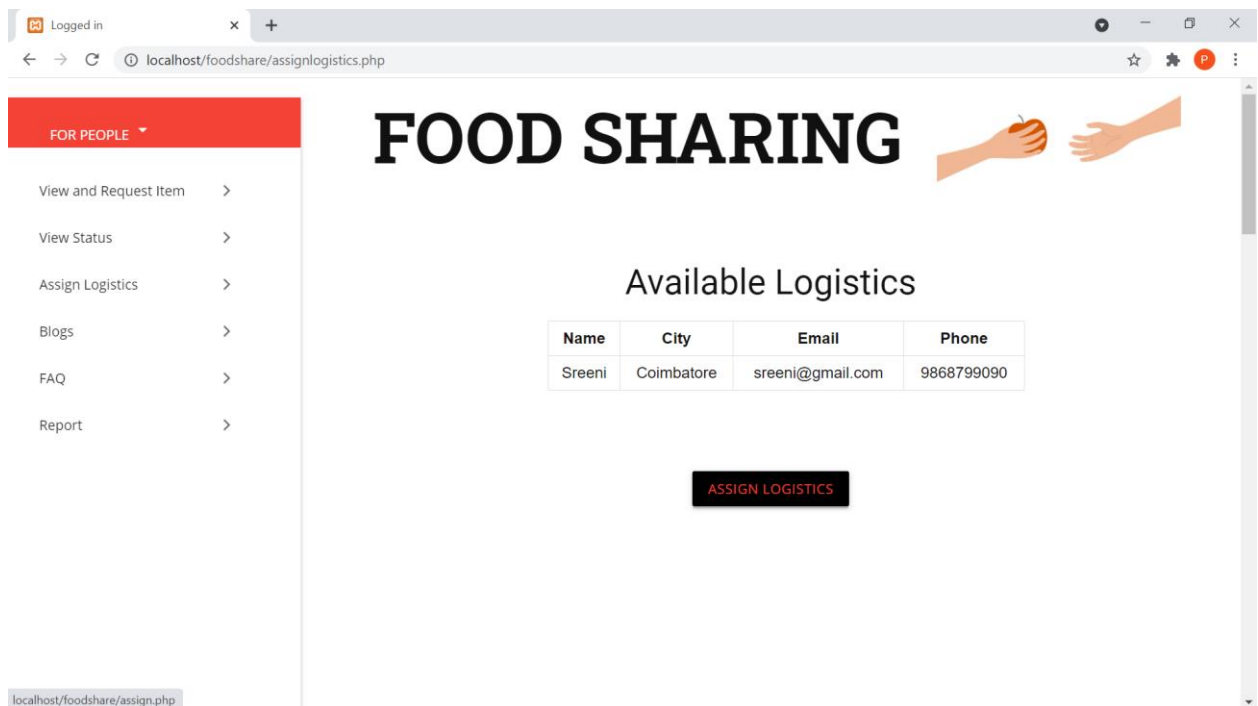 Logged in
localhost/foodshare/assignlogistics.php
P
FOR PEOPLE
FOOD SHARING
View and Request Item
View Status
Assign Logistics
Blogs
FAQ
Report
Available Logistics
Name City Email Phone
Sreeni Coimbatore sreeni@gmail.com 9868799090
ASSIGN LOGISTICS
localhost/foodshare/assign.php